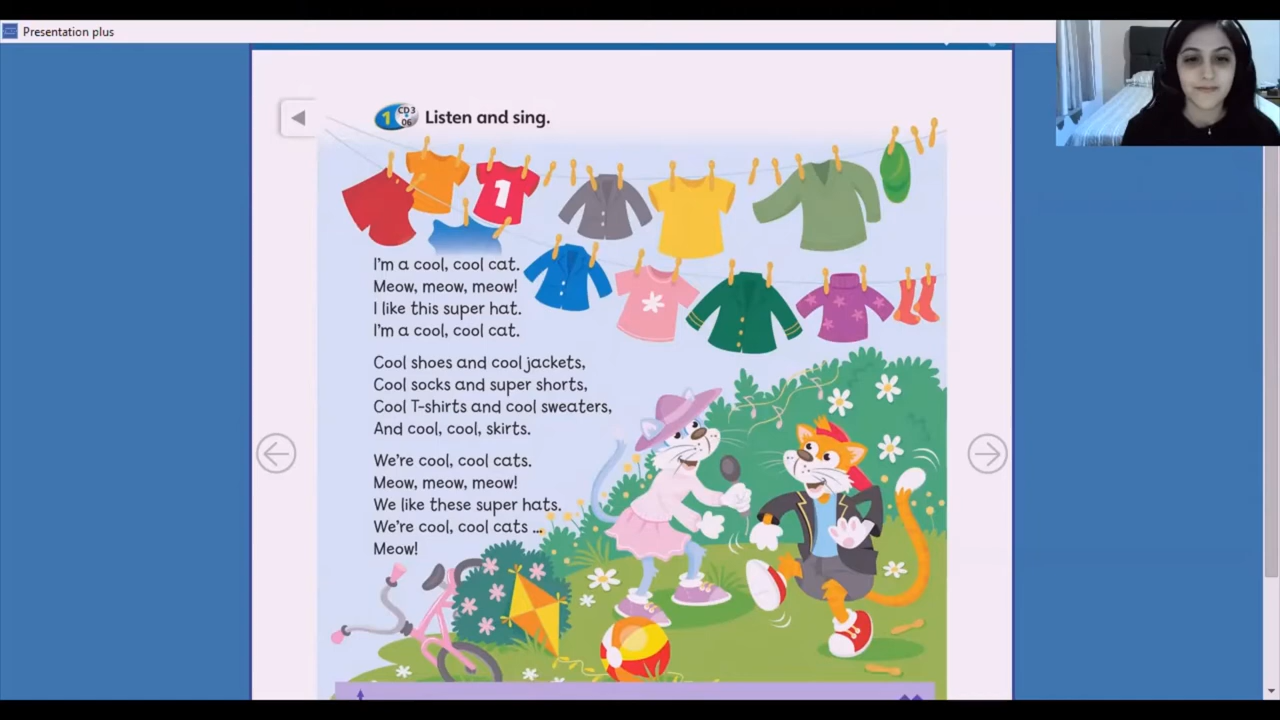 Presentation plus
1 CD3 06 Listen and sing.
1
I'm a cool, cool cat.
Meow, meow, meow!
I like this super hat.
I'm a cool, cool cat.
Cool shoes and cool jackets,
Cool socks and super shorts,
Cool T-shirts and cool sweaters,
And cool, cool, skirts.
We're cool, cool cats.
Meow, meow, meow!
We like these super hats.
We're cool, cool cats ...
Meow!